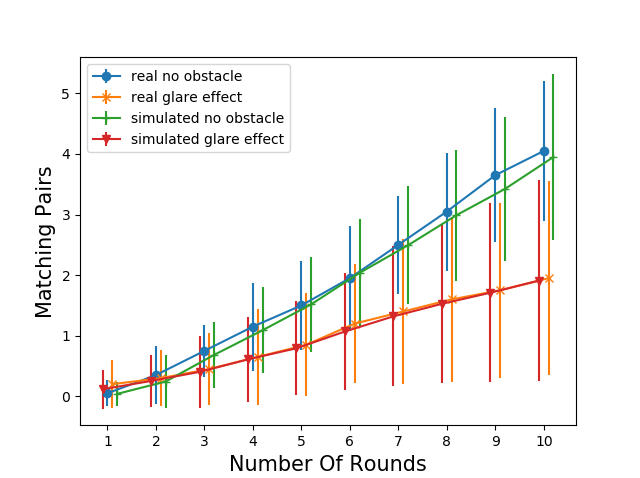 real no obstacle
real glare effect
simulated no obstacle
simulated glare effect
5
4
3
2
1
0
Matching Pairs
1 2 3 4 5 6 7 8 9 10
Number Of Rounds